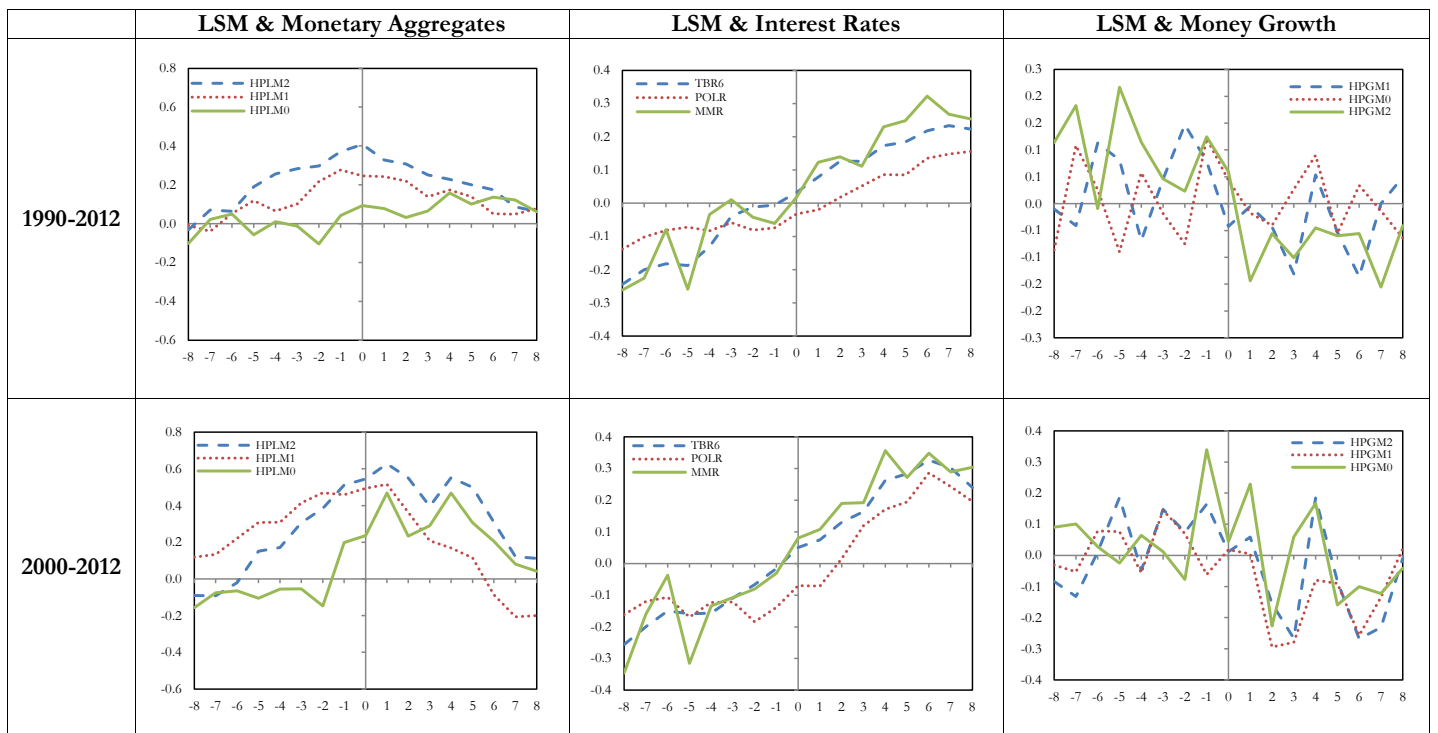 LSM & Monetary Aggregates
LSM & Interest Rates
LSM & Money Growth
1990-2012
0.8
0.6
0.4
0.2
0.0
-0.2
-0.4
-0.6
-8 -7 -6 -5 -4 -3 -2 -1 0 1 2 3 4 5 6 7 8
HPLM2
HPLM1
HPLM0
0.4
0.3
0.2
0.1
0.0
-0.1
-0.2
-0.3
-0.4
-8 -7 -6 -5 -4 -3 -2 -1 0 1 2 3 4 5 6 7 8
TBR6
POLR
MMR
0.3
0.2
0.2
0.1
0.1
0.0
-0.1
-0.1
-0.2
-0.2
-0.3
-8 -7 -6 -5 -4 -3 -2 -1 0 1 2 3 4 5 6 7 8
HPGM1
HPGM0
HPGM2
2000-2012
0.8
0.6
0.4
0.2
0.0
-0.2
-0.4
-0.6
-8 -7 -6 -5 -4 -3 -2 -1 0 1 2 3 4 5 6 7 8
HPLM2
HPLM1
HPLM0
0.4
0.3
0.2
0.1
0.0
-0.1
-0.2
-0.3
-0.4
-8 -7 -6 -5 -4 -3 -2 -1 0 1 2 3 4 5 6 7 8
TBR6
POLR
MMR
0.4
0.3
0.2
0.1
0.0
-0.1
-0.2
-0.3
-0.4
-8 -7 -6 -5 -4 -3 -2 -1 0 1 2 3 4 5 6 7 8
HPGM2
HPGM1
HPGM0